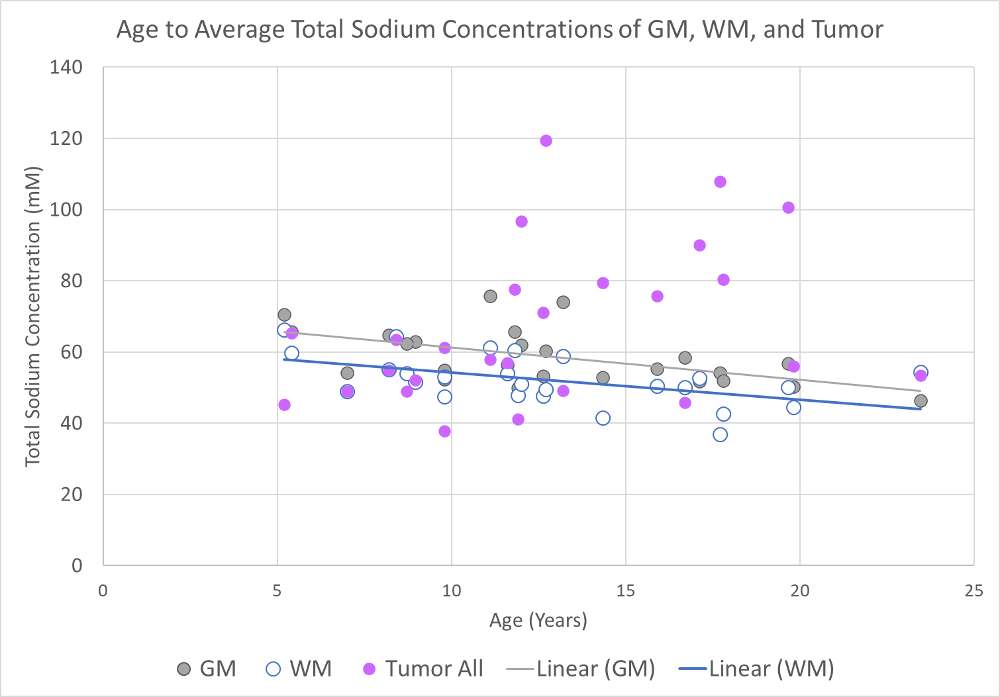 Age to Average Total Sodium Concentrations of GM, WM, and Tumor
140
120
100
80
60
40
20
0
Total Sodium Concentration (mM)
0 5 10 15 20 25
Age (Years)
GM WM Tumor All Linear (GM) Linear (WM)